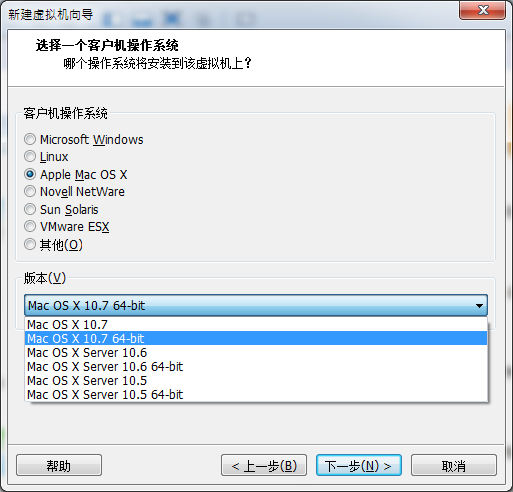 新建虚拟机向导
选择一个客户机操作系统
哪个操作系统将安装到该虚拟机上?
客户机操作系统
Microsoft Windows
Linux
Apple Mac OS X
Novell NetWare
Sun Solaris
VMware ESX
其他(O)
版本(V)
Mac OS X 10.7 64-bit
Mac OS X 10.7
Mac OS X 10.7 64-bit
Mac OS X Server 10.6
Mac OS X Server 10.6 64-bit
Mac OS X Server 10.5
Mac OS X Server 10.5 64-bit
帮助
< 上一步(B)
下一步(N) >
取消